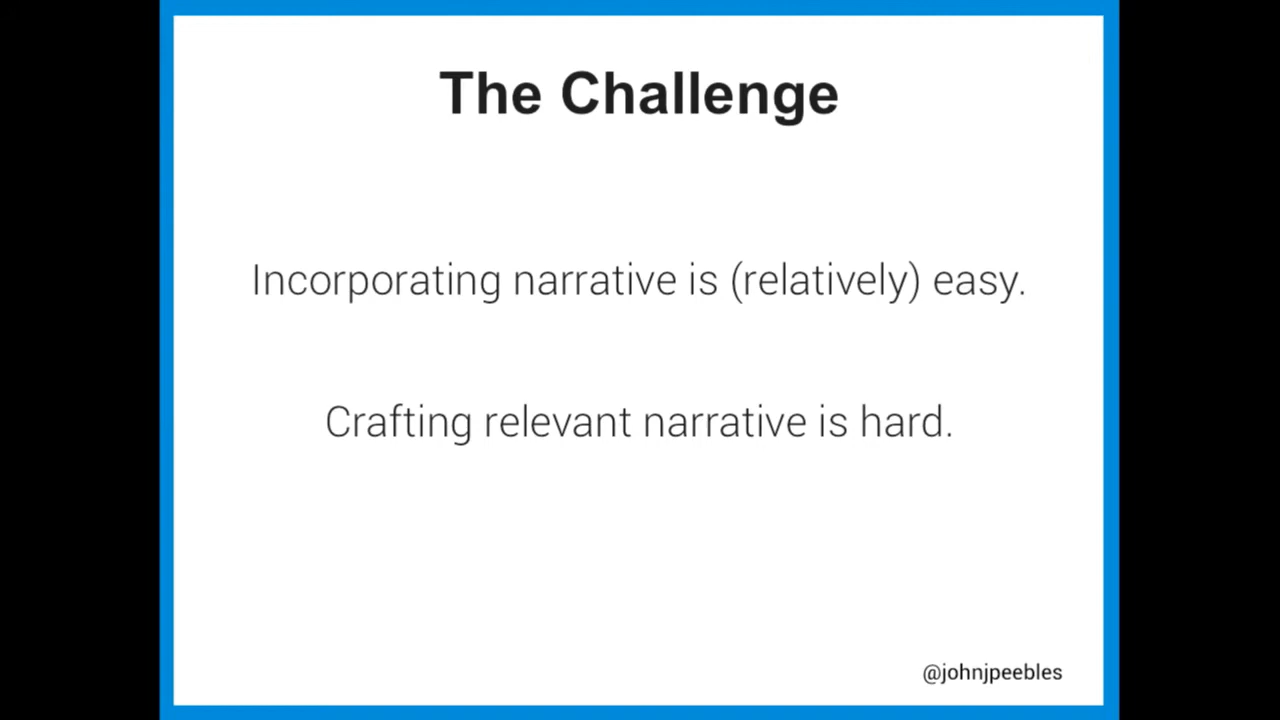 The Challenge
Incorporating narrative is (relatively) easy.
Crafting relevant narrative is hard.
@johnjpeebles